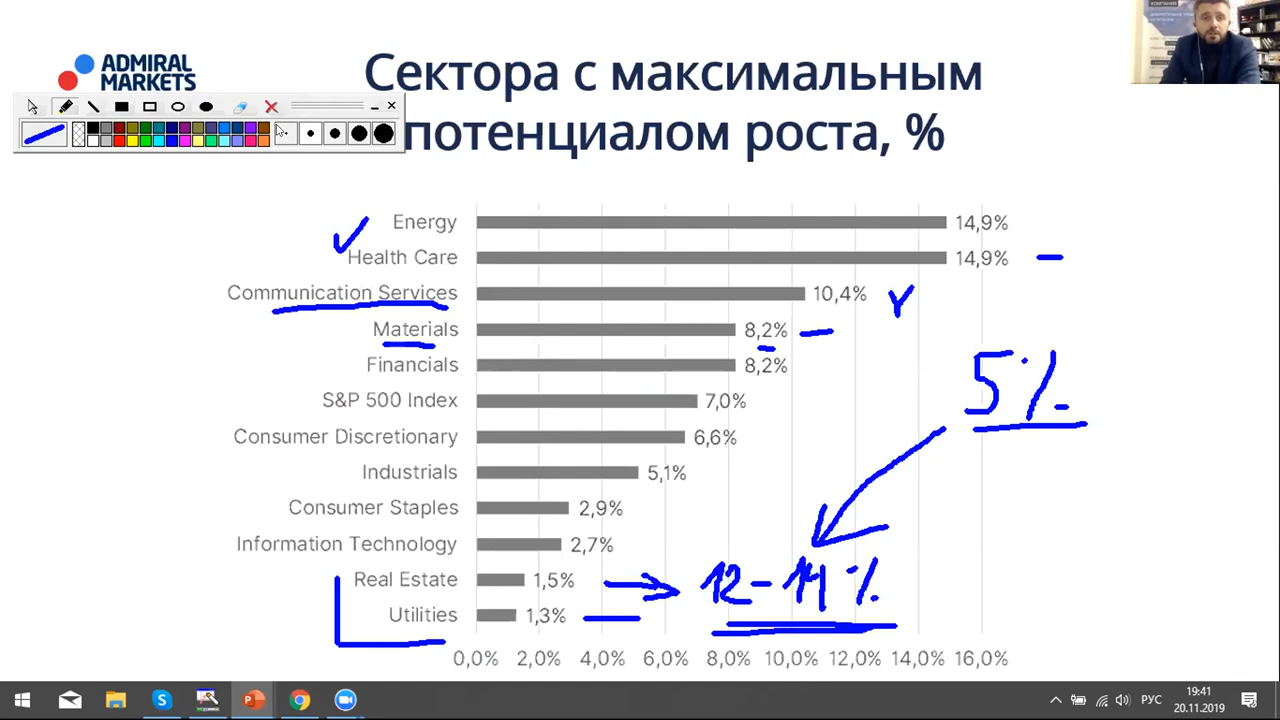 ADMIRAL
MARKETS
Сектора с максимальным
потенциалом роста, %
Energy 14,9%
Health Care 14,9%
Communication Services 10,4%
Materials 8,2%
Financials 8,2%
S&P 500 Index 7,0%
Consumer Discretionary 6,6%
Industrials 5,1%
Consumer Staples 2,9%
Information Technology 2,7%
Real Estate 1,5%
Utilities 1,3%
5%
12-14%
0,0% 2,0% 4,0% 6,0% 8,0% 10,0% 12,0% 14,0% 16,0%
РУС
19:41
20.11.2019